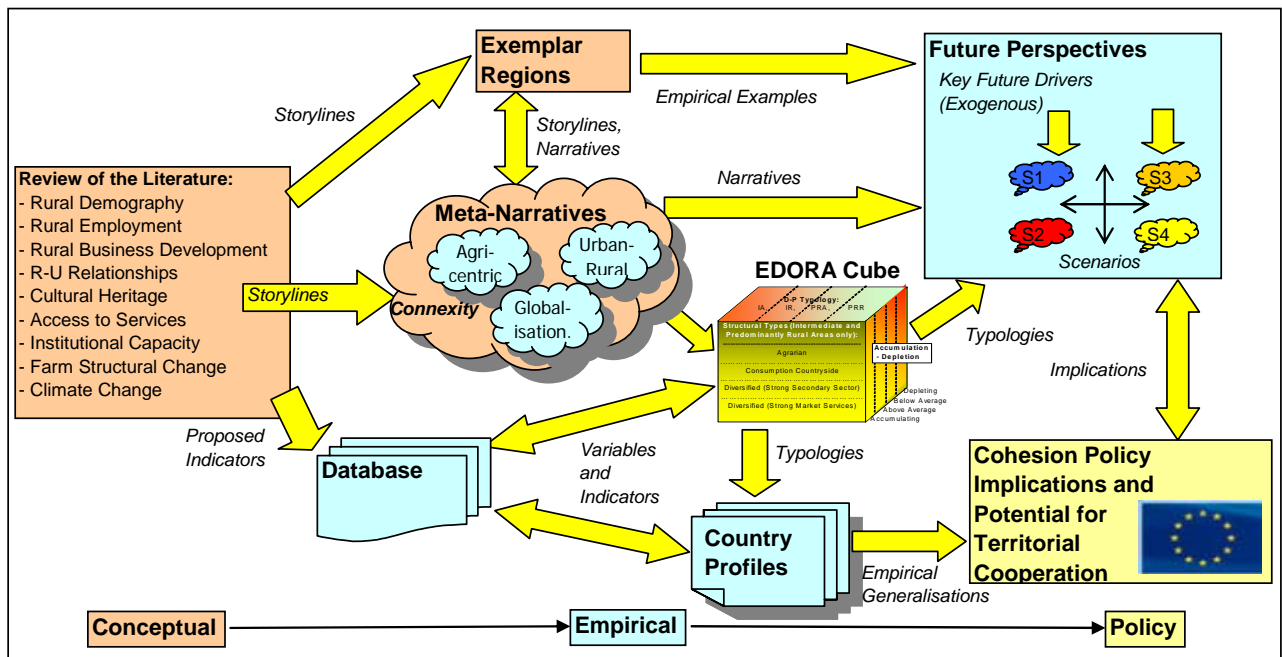 Exemplar
Regions
Future Perspectives
Key Future Drivers
(Exogenous)
S1
S3
S2
S4
Scenarios
Storylines
Empirical Examples
Storylines,
Narratives
Narratives
Review of the Literature:
- Rural Demography
- Rural Employment
- Rural Business Development
- R-U Relationships
- Cultural Heritage
- Access to Services
- Institutional Capacity
- Farm Structural Change
- Climate Change
Storylines
Meta-Narratives
Agri-
centric
Urban-
Rural
Connexity
Global-
isation.
EDORA Cube
D-P Typology:
IA, IR, PRA, PRR
Structural Types (Intermediate and
Predominantly Rural Areas only):
Agrarian
Consumption Countryside
Diversified (Strong Secondary Sector)
Diversified (Strong Market Services)
Accumulation
- Depletion
Depleting
Below Average
Above Average
Accumulating
Typologies
Implications
Proposed
Indicators
Database
Variables
and
Indicators
Typologies
Country
Profiles
Empirical
Generalisations
Cohesion Policy
Implications and
Potential for
Territorial
Cooperation
Conceptual
Empirical
Policy